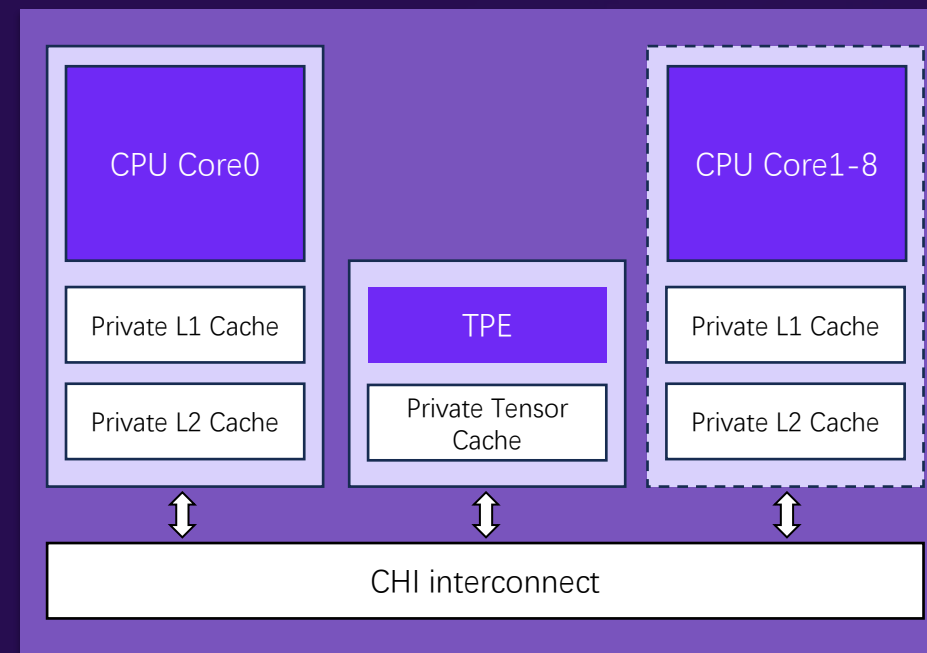 CPU Core0
Private L1 Cache
Private L2 Cache
TPE
Private Tensor
Cache
CPU Core1-8
Private L1 Cache
Private L2 Cache
CHI interconnect